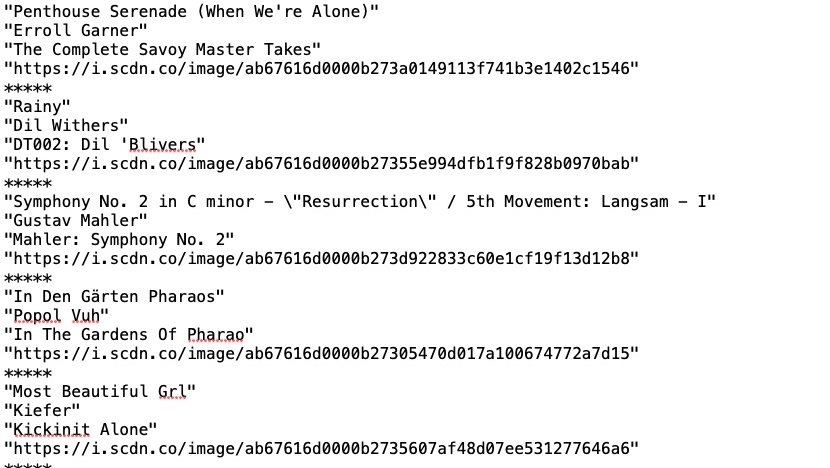 "Penthouse Serenade (When We're Alone)"
"Erroll Garner"
"The Complete Savoy Master Takes"
"https://i.scdn.co/image/ab67616d0000b273a0149113f741b3e1402c1546"
*****
"Rainy"
"Dil Withers"
"DT002: Dil 'Blivers"
"https://i.scdn.co/image/ab67616d0000b27355e994dfb1f9f828b0970bab"
*****
"Symphony No. 2 in C minor – \"Resurrection\" / 5th Movement: Langsam – I"
"Gustav Mahler"
"Mahler: Symphony No. 2"
"https://i.scdn.co/image/ab67616d0000b273d922833c60e1cf19f13d12b8"
*****
"In Den Gärten Pharaos"
"Popol Vuh"
"In The Gardens Of Pharao"
"https://i.scdn.co/image/ab67616d0000b27305470d017a100674772a7d15"
*****
"Most Beautiful Grl"
"Kiefer"
"Kickinit Alone"
"https://i.scdn.co/image/ab67616d0000b2735607af48d07ee531277646a6"
*****